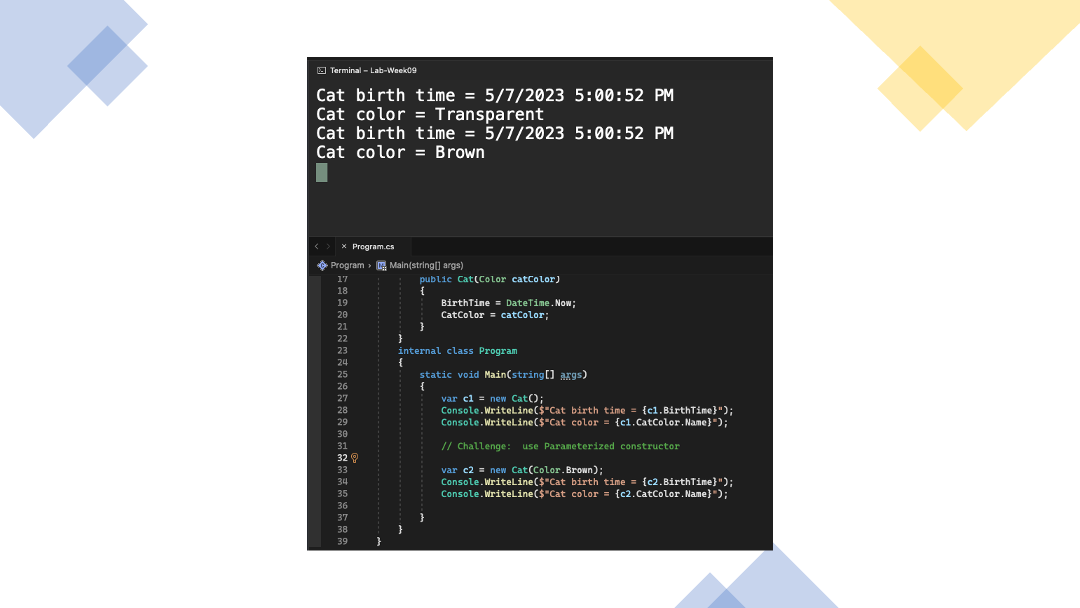 Terminal – Lab-Week09
Cat birth time = 5/7/2023 5:00:52 PM
Cat color = Transparent
Cat birth time = 5/7/2023 5:00:52 PM
Cat color = Brown
Program.cs
Program › Main(string[] args)
17 public Cat(Color catColor)
18 {
19 BirthTime = DateTime.Now;
20 CatColor = catColor;
21 }
22 }
23 internal class Program
24 {
25 static void Main(string[] args)
26 {
27 var c1 = new Cat();
28 Console.WriteLine($"Cat birth time = {c1.BirthTime}");
29 Console.WriteLine($"Cat color = {c1.CatColor.Name}");
30
31 // Challenge:  use Parameterized constructor
32
33 var c2 = new Cat(Color.Brown);
34 Console.WriteLine($"Cat birth time = {c2.BirthTime}");
35 Console.WriteLine($"Cat color = {c2.CatColor.Name}");
36
37 }
38 }
39 }